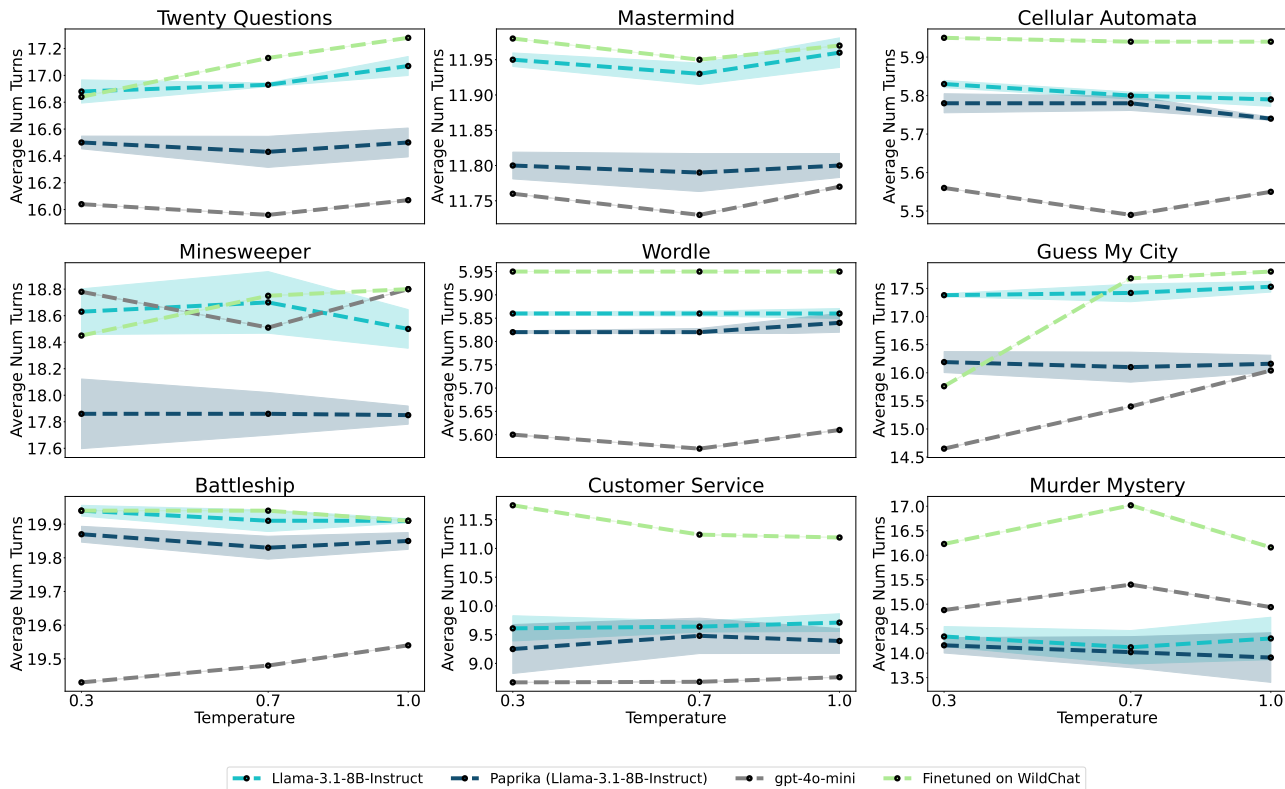 Twenty Questions
Average Num Turns
17.2
17.0
16.8
16.6
16.4
16.2
16.0
Mastermind
Average Num Turns
11.95
11.90
11.85
11.80
11.75
Cellular Automata
Average Num Turns
5.9
5.8
5.7
5.6
5.5
Minesweeper
Average Num Turns
18.8
18.6
18.4
18.2
18.0
17.8
17.6
Wordle
Average Num Turns
5.95
5.90
5.85
5.80
5.75
5.70
5.65
5.60
Guess My City
Average Num Turns
17.5
17.0
16.5
16.0
15.5
15.0
14.5
Battleship
Average Num Turns
19.9
19.8
19.7
19.6
19.5
0.3 0.7 1.0
Temperature
Customer Service
Average Num Turns
11.5
11.0
10.5
10.0
9.5
9.0
0.3 0.7 1.0
Temperature
Murder Mystery
Average Num Turns
17.0
16.5
16.0
15.5
15.0
14.5
14.0
13.5
0.3 0.7 1.0
Temperature
Llama-3.1-8B-Instruct Paprika (Llama-3.1-8B-Instruct) gpt-4o-mini Finetuned on WildChat